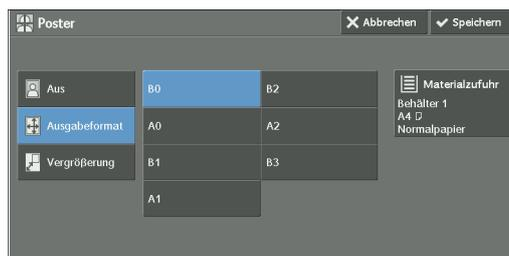 Poster
Abbrechen
Speichern
Aus
Ausgabeformat
Vergrößerung
B0
B2
A0
A2
B1
B3
A1
Materialzufuhr
Behälter 1
A4
Normalpapier